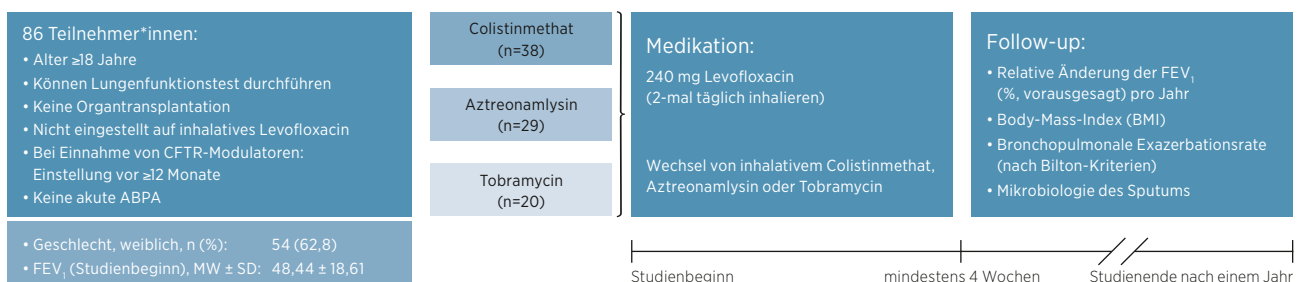 86 Teilnehmer*innen:
• Alter ≥18 Jahre
• Können Lungenfunktionstest durchführen
• Keine Organtransplantation
• Nicht eingestellt auf inhalatives Levofloxacin
• Bei Einnahme von CFTR-Modulatoren:
Einstellung vor ≥12 Monate
• Keine akute ABPA
• Geschlecht, weiblich, n (%): 54 (62,8)
• FEV₁ (Studienbeginn), MW ± SD: 48,44 ± 18,61
Colistinmethat
(n=38)
Aztreonamlysin
(n=29)
Tobramycin
(n=20)
Medikation:
240 mg Levofloxacin
(2-mal täglich inhalieren)
Wechsel von inhalativem Colistinmethat,
Aztreonamlysin oder Tobramycin
Follow-up:
• Relative Änderung der FEV₁
(%, vorausgesagt) pro Jahr
• Body-Mass-Index (BMI)
• Bronchopulmonale Exazerbationsrate
(nach Bilton-Kriterien)
• Mikrobiologie des Sputums
Studienbeginn
mindestens 4 Wochen
Studienende nach einem Jahr